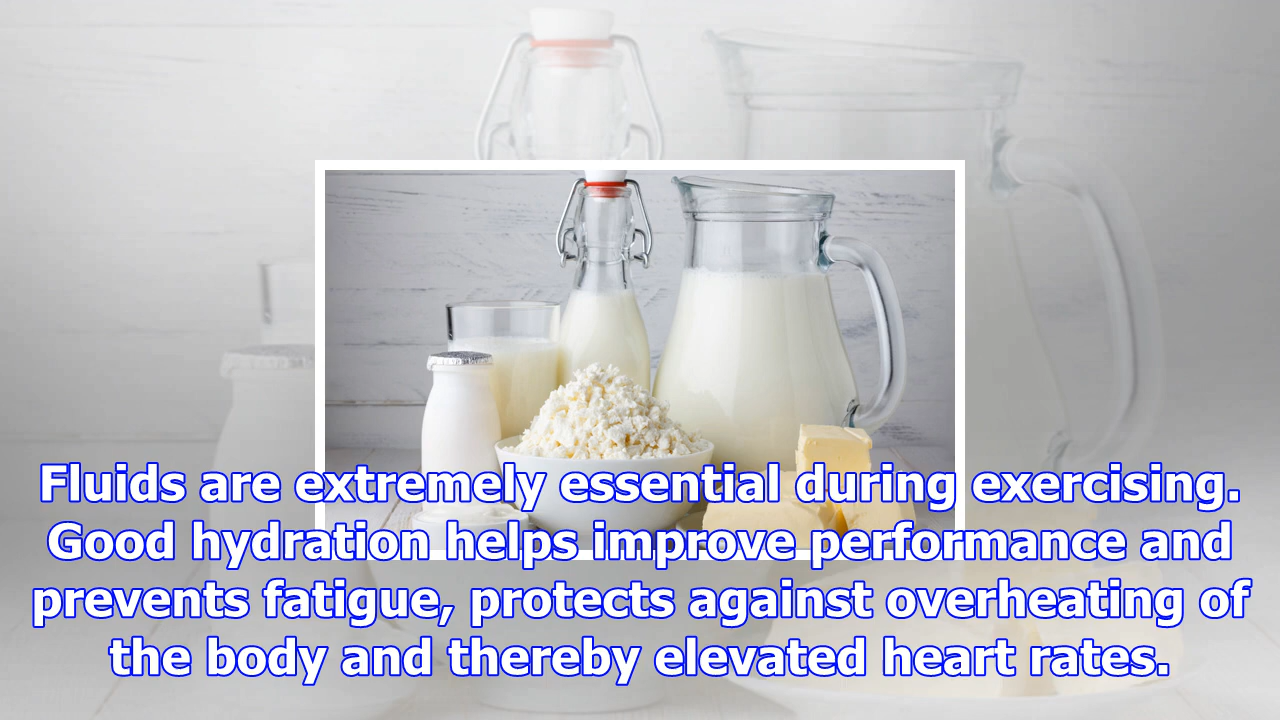 Fluids are extremely essential during exercising.
Good hydration helps improve performance and
prevents fatigue, protects against overheating of
the body and thereby elevated heart rates.